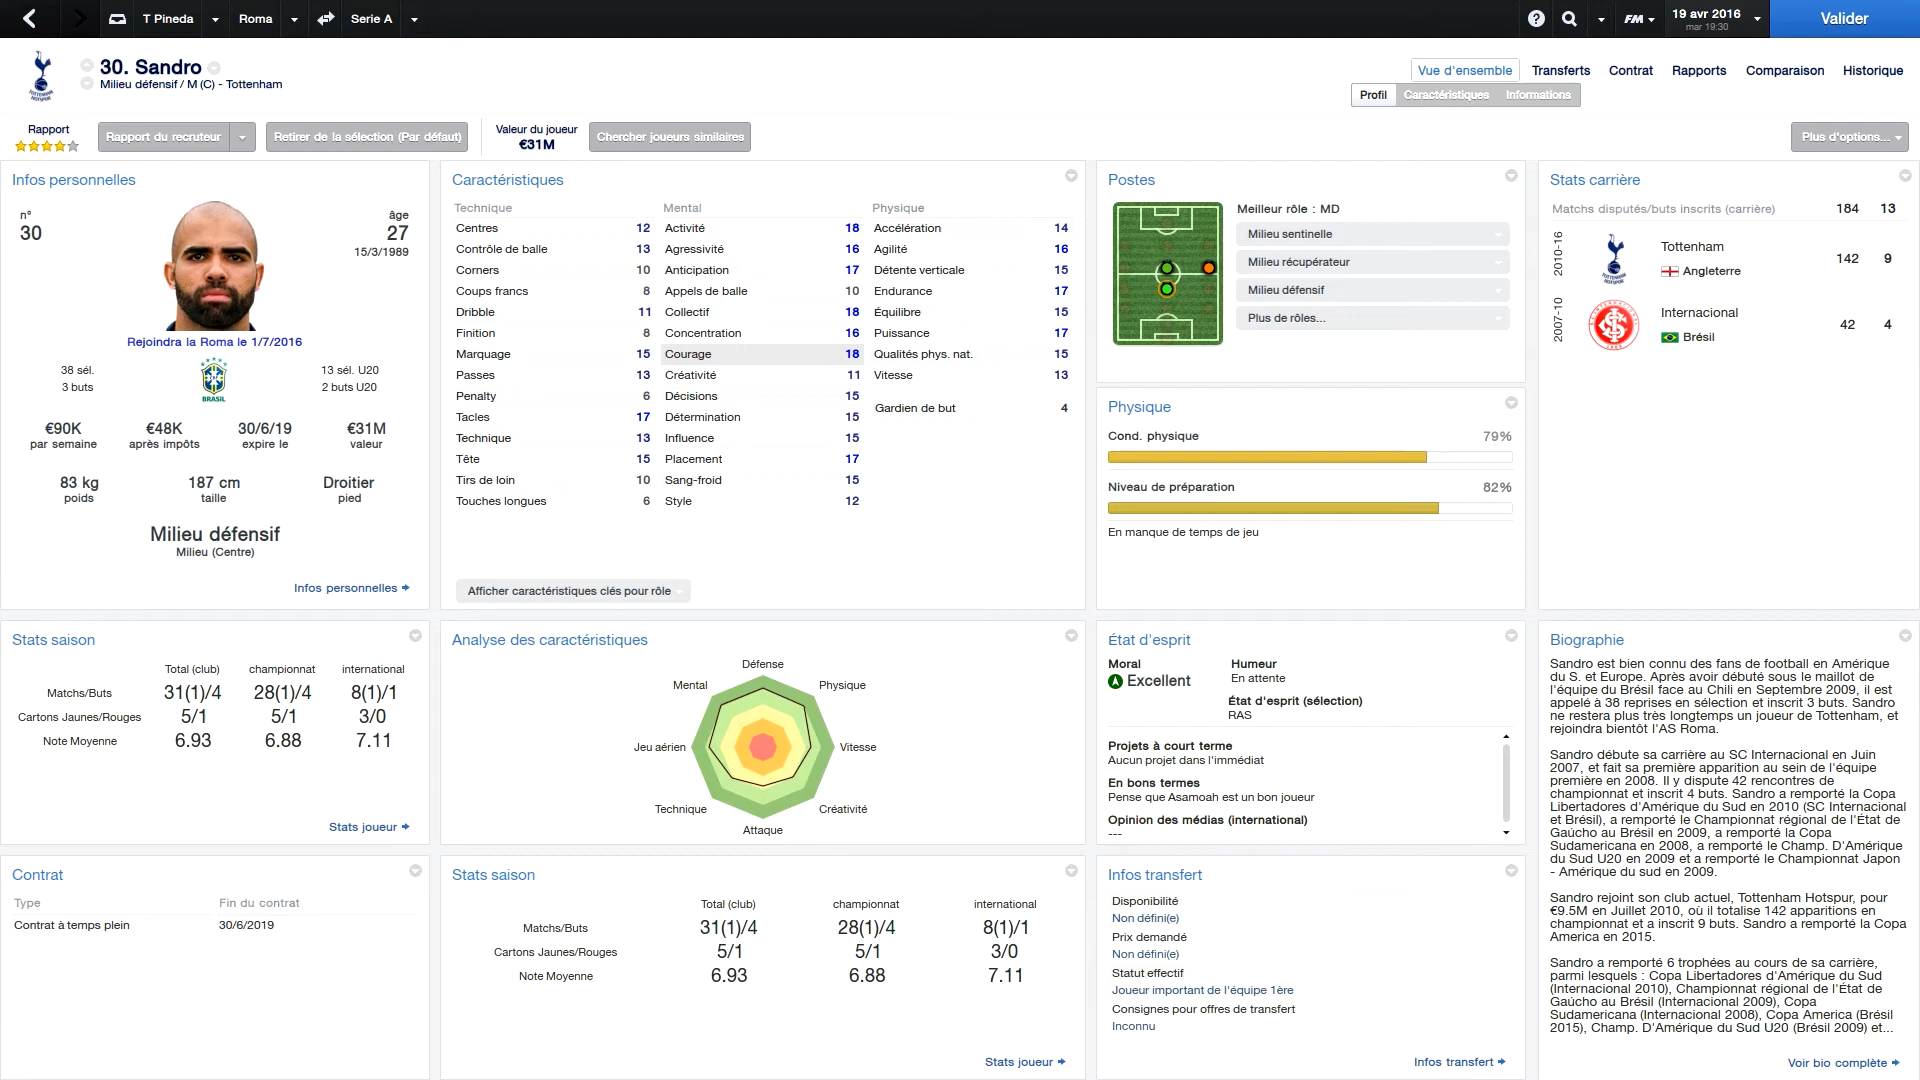 T Pineda
Roma
Serie A
FM
19 avr 2016
mar 19:30
Valider
30. Sandro
Milieu défensif / M (C) - Tottenham
Vue d'ensemble Transferts Contrat Rapports Comparaison Historique
Profil Caractéristiques Informations
Rapport
Rapport du recruteur
Retirer de la sélection (Par défaut)
Valeur du joueur
€31M
Chercher joueurs similaires
Plus d'options...
Infos personnelles
n°
30
âge
27
15/3/1989
Rejoindra la Roma le 1/7/2016
38 sél.
3 buts
BRASIL
13 sél. U20
2 buts U20
€90K
par semaine
€48K
après impôts
30/6/19
expire le
€31M
valeur
83 kg
poids
187 cm
taille
Droitier
pied
Milieu défensif
Milieu (Centre)
Infos personnelles
Caractéristiques
Technique
Centres 12
Contrôle de balle 13
Corners 10
Coups francs 8
Dribble 11
Finition 8
Marquage 15
Passes 13
Penalty 6
Tacles 17
Technique 13
Tête 15
Tirs de loin 10
Touches longues 6
Mental
Activité 18
Agressivité 16
Anticipation 17
Appels de balle 10
Collectif 18
Concentration 16
Courage 18
Créativité 11
Décisions 15
Détermination 15
Influence 15
Placement 17
Sang-froid 15
Style 12
Physique
Accélération 14
Agilité 16
Détente verticale 15
Endurance 17
Équilibre 15
Puissance 17
Qualités phys. nat. 15
Vitesse 13
Gardien de but 4
Afficher caractéristiques clés pour rôle
Postes
Meilleur rôle : MD
Milieu sentinelle
Milieu récupérateur
Milieu défensif
Plus de rôles...
Physique
Cond. physique 79%
Niveau de préparation 82%
En manque de temps de jeu
Stats carrière
Matchs disputés/buts inscrits (carrière) 184 13
2010-16
Tottenham
Angleterre
142 9
2007-10
Internacional
Brésil
42 4
Stats saison
Total (club) championnat international
Matchs/Buts 31(1)/4 28(1)/4 8(1)/1
Cartons Jaunes/Rouges 5/1 5/1 3/0
Note Moyenne 6.93 6.88 7.11
Stats joueur
Analyse des caractéristiques
Défense
Physique
Vitesse
Créativité
Attaque
Technique
Jeu aérien
Mental
État d'esprit
Moral
Excellent
Humeur
En attente
État d'esprit (sélection)
RAS
Projets à court terme
Aucun projet dans l'immédiat
En bons termes
Pense que Asamoah est un bon joueur
Opinion des médias (international)
---
Biographie
Sandro est bien connu des fans de football en Amérique
du S. et Europe. Après avoir débuté sous le maillot de
l'équipe du Brésil face au Chili en Septembre 2009, il est
appelé à 38 reprises en sélection et inscrit 3 buts. Sandro
ne restera plus très longtemps un joueur de Tottenham, et
rejoindra bientôt l'AS Roma.
Sandro débute sa carrière au SC Internacional en Juin
2007, et fait sa première apparition au sein de l'équipe
première en 2008. Il y dispute 42 rencontres de
championnat et inscrit 4 buts. Sandro a remporté la Copa
Libertadores d'Amérique du Sud en 2010 (SC Internacional
et Brésil), a remporté le Championnat régional de l'État de
Gaúcho au Brésil en 2009, a remporté la Copa
Sudamericana en 2008, a remporté le Champ. D'Amérique
du Sud U20 en 2009 et a remporté le Championnat Japon
- Amérique du sud en 2009.
Sandro rejoint son club actuel, Tottenham Hotspur, pour
€9.5M en Juillet 2010, où il totalise 142 apparitions en
championnat et a inscrit 9 buts. Sandro a remporté la Copa
America en 2015.
Sandro a remporté 6 trophées au cours de sa carrière,
parmi lesquels : Copa Libertadores d'Amérique du Sud
(Internacional 2010), Championnat régional de l'État de
Gaúcho au Brésil (Internacional 2009), Copa
Sudamericana (Internacional 2008), Copa America (Brésil
2015), Champ. D'Amérique du Sud U20 (Brésil 2009) et...
Voir bio complète
Contrat
Type Fin du contrat
Contrat à temps plein 30/6/2019
Stats saison
Total (club) championnat international
Matchs/Buts 31(1)/4 28(1)/4 8(1)/1
Cartons Jaunes/Rouges 5/1 5/1 3/0
Note Moyenne 6.93 6.88 7.11
Stats joueur
Infos transfert
Disponibilité
Non défini(e)
Prix demandé
Non défini(e)
Statut effectif
Joueur important de l'équipe 1ère
Consignes pour offres de transfert
Inconnu
Infos transfert